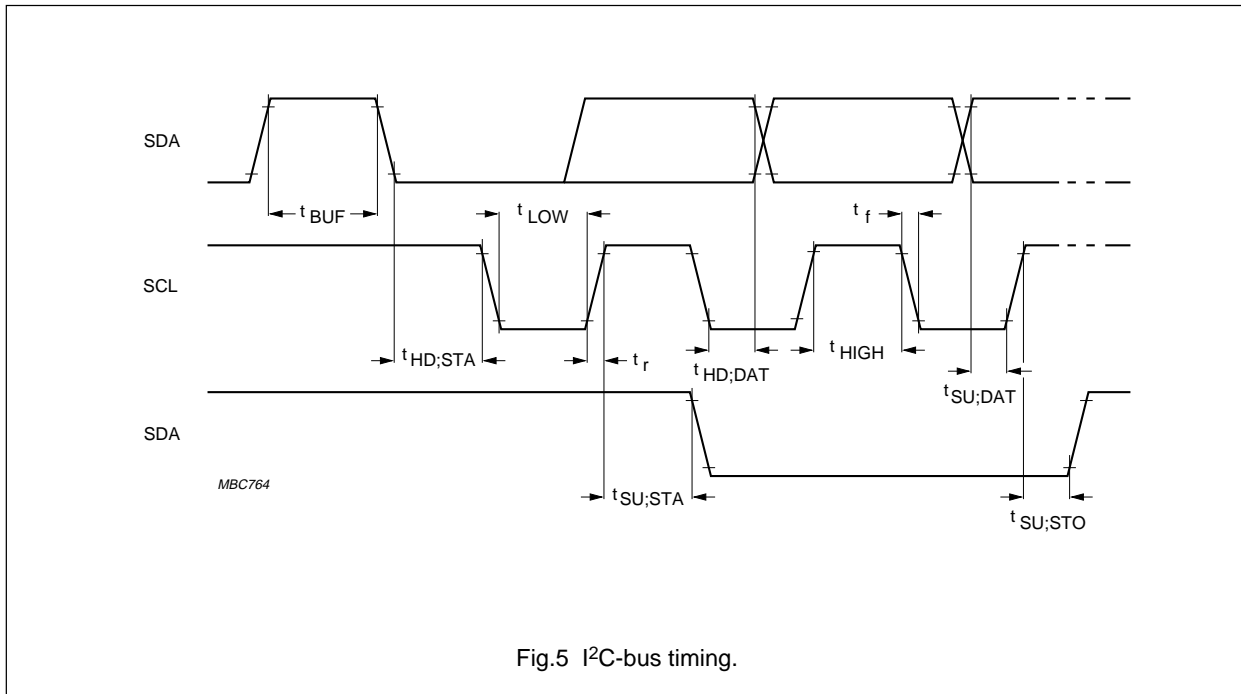 SDA
t BUF
t LOW
t f
SCL
t HD;STA
t r
t HD;DAT
t HIGH
t SU;DAT
SDA
MBC764
t SU;STA
t SU;STO
Fig.5 I²C-bus timing.